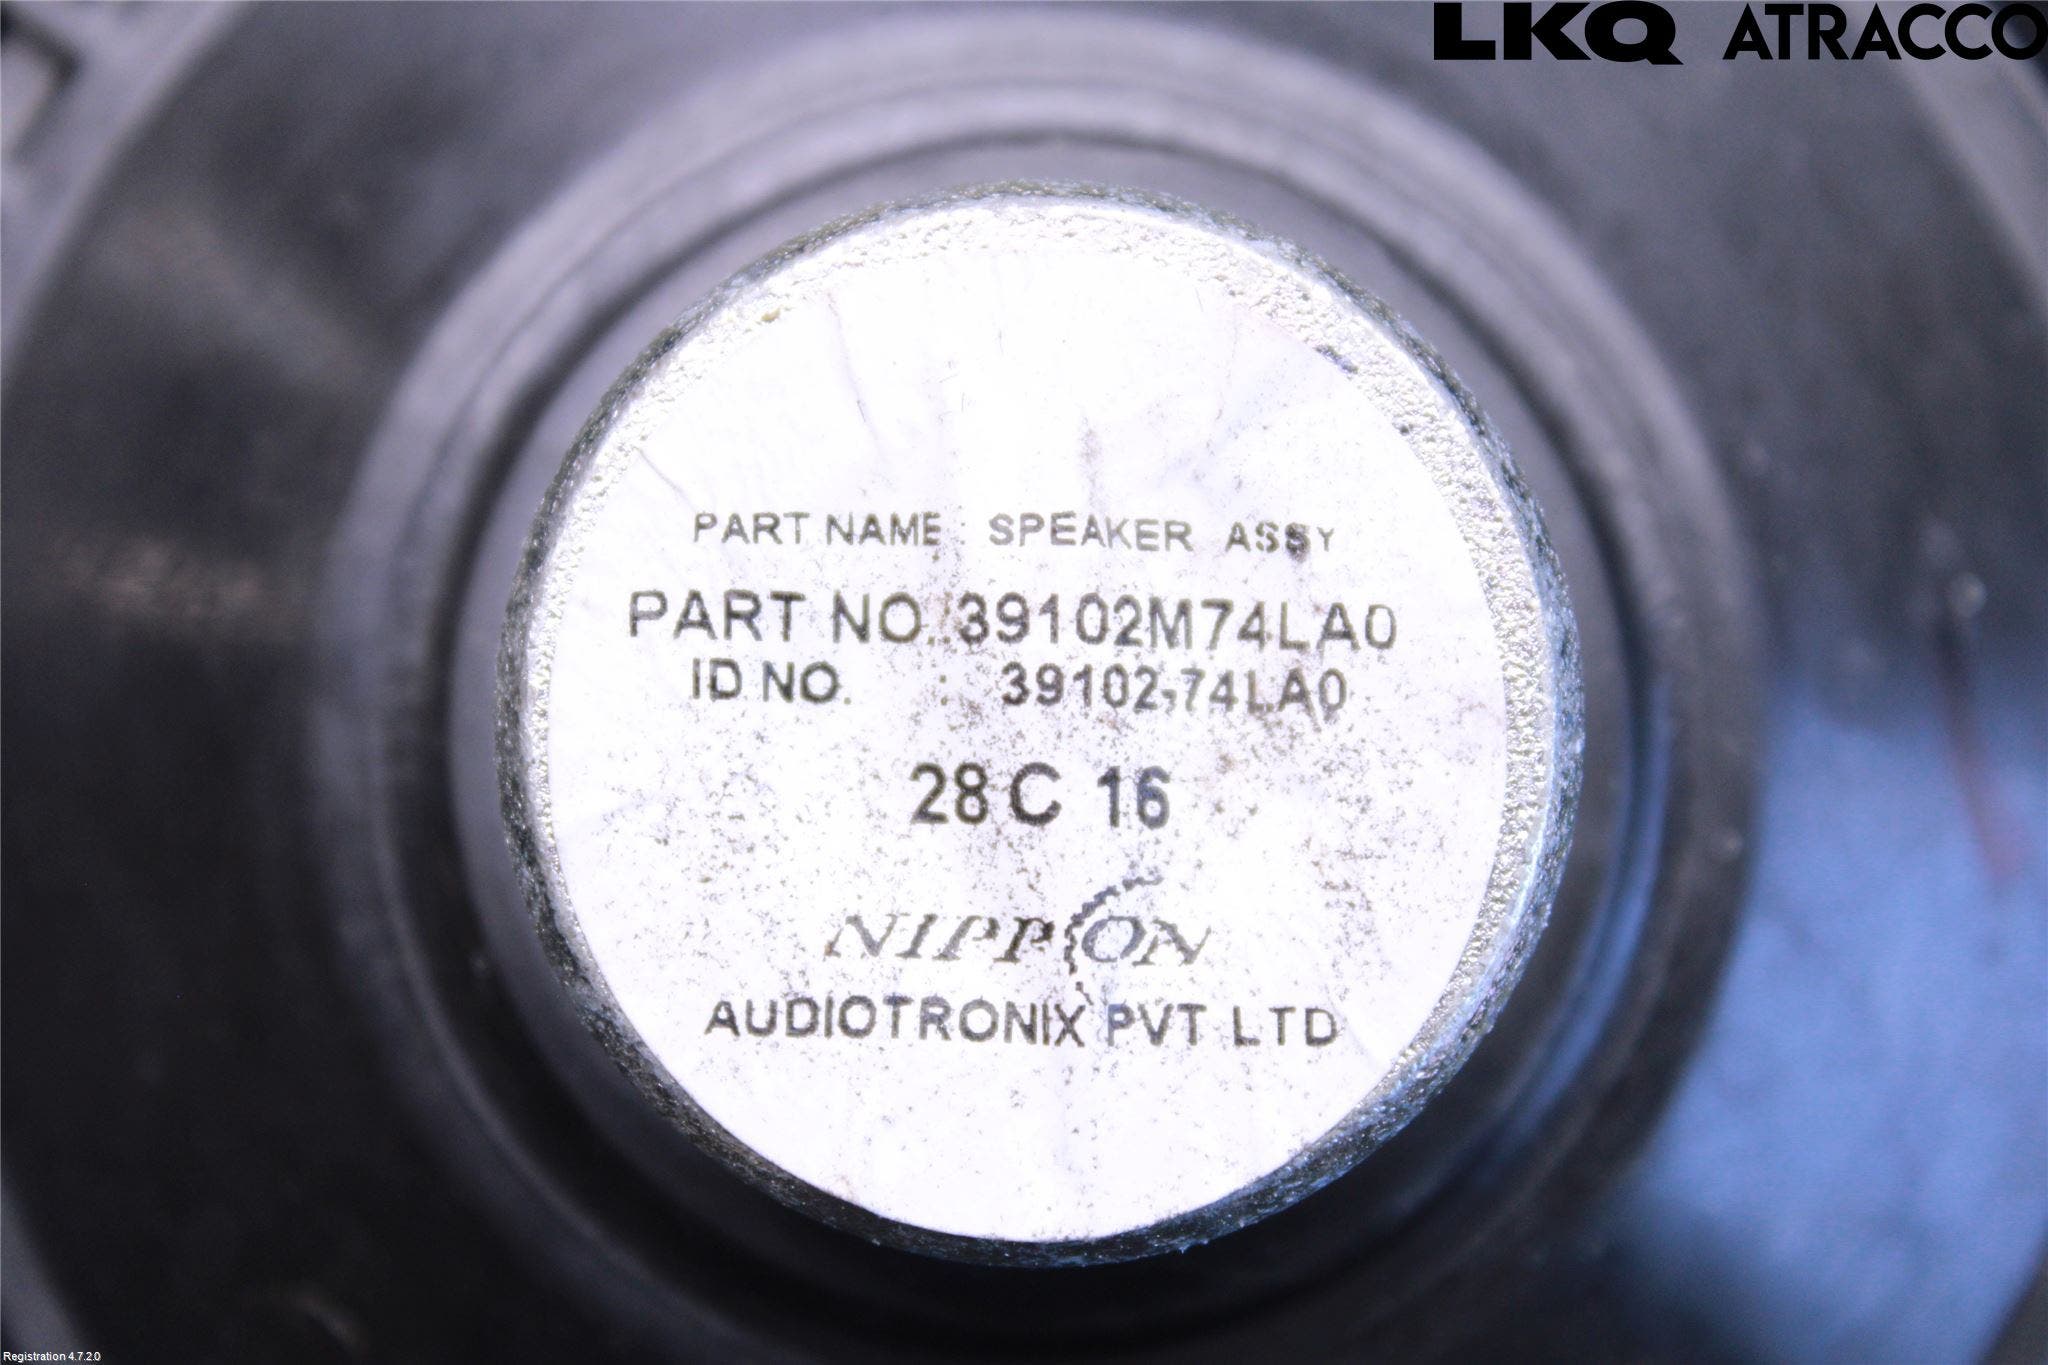 LKQ ATRACCO
PART NAME : SPEAKER ASSY
PART NO. : 39102M74LA0
ID NO. : 39102-74LA0
28 C 16
NIPPON
AUDIOTRONIX PVT LTD
Registration 4.7.2.0